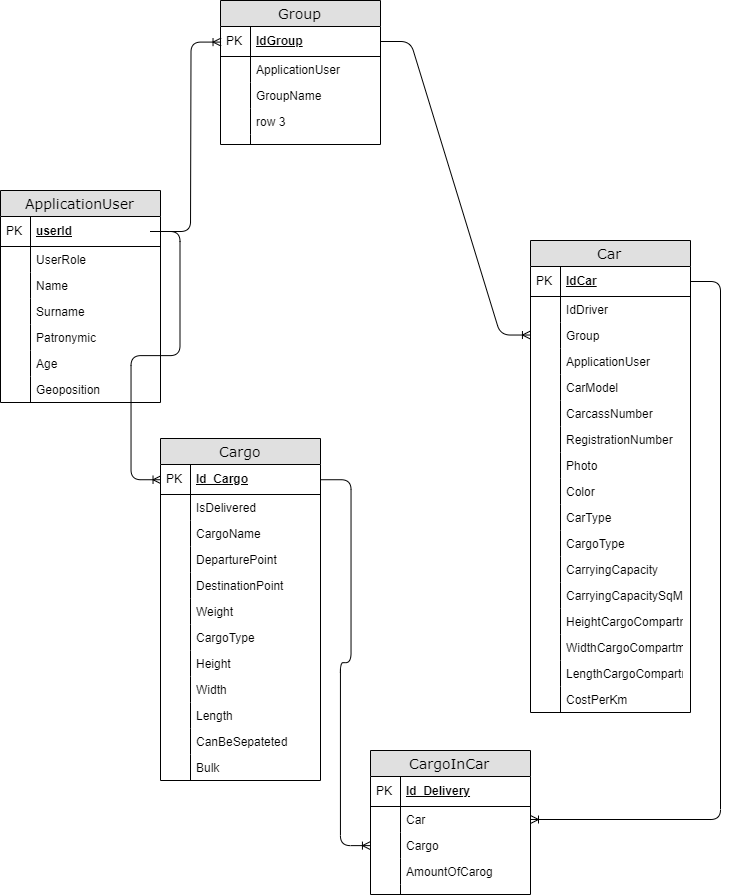 Group
PK IdGroup
ApplicationUser
GroupName
row 3
ApplicationUser
PK userId
UserRole
Name
Surname
Patronymic
Age
Geoposition
Car
PK IdCar
IdDriver
Group
ApplicationUser
CarModel
CarcassNumber
RegistrationNumber
Photo
Color
CarType
CargoType
CarryingCapacity
CarryingCapacitySqM
HeightCargoCompartr
WidthCargoCompartm
LengthCargoComparti
CostPerKm
Cargo
PK Id_Cargo
IsDelivered
CargoName
DeparturePoint
DestinationPoint
Weight
CargoType
Height
Width
Length
CanBeSepateted
Bulk
CargoInCar
PK Id_Delivery
Car
Cargo
AmountOfCarog